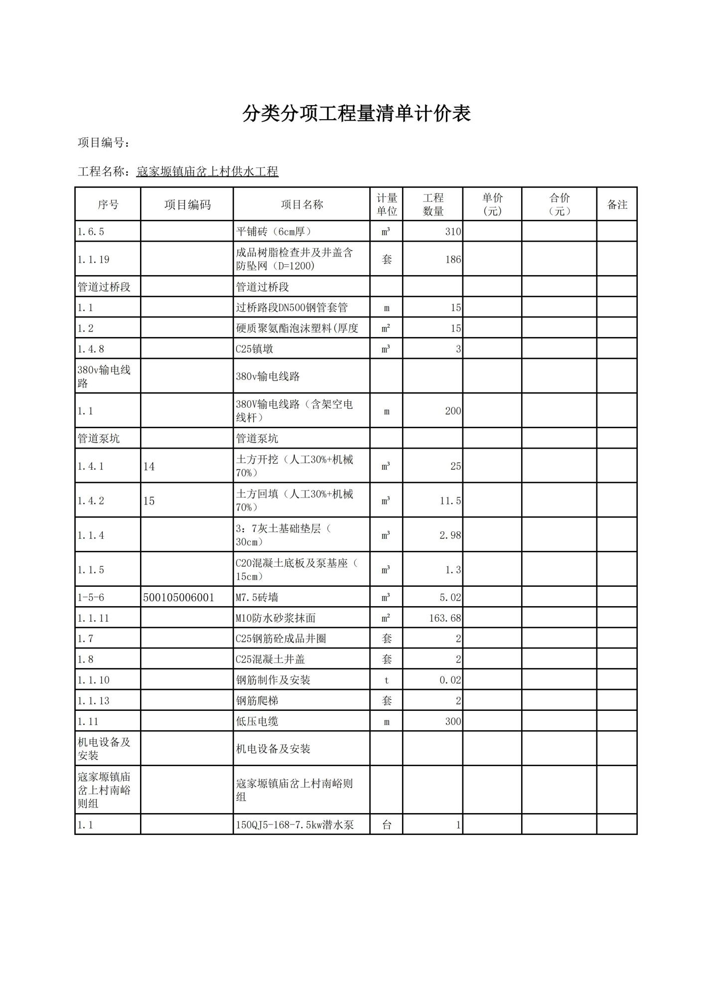 分类分项工程量清单计价表
项目编号：
工程名称：寇家塬镇庙岔上村供水工程
序号 项目编码 项目名称 计量单位 工程数量 单价(元) 合价（元） 备注
1.6.5 平铺砖（6cm厚） m³ 310
1.1.19 成品树脂检查井及井盖含防坠网（D=1200) 套 186
管道过桥段 管道过桥段
1.1 过桥路段DN500钢管套管 m 15
1.2 硬质聚氨酯泡沫塑料(厚度 m² 15
1.4.8 C25镇墩 m³ 3
380v输电线路 380v输电线路
1.1 380V输电线路（含架空电线杆） m 200
管道泵坑 管道泵坑
1.4.1 14 土方开挖（人工30%+机械70%） m³ 25
1.4.2 15 土方回填（人工30%+机械70%） m³ 11.5
1.1.4 3：7灰土基础垫层（30cm） m³ 2.98
1.1.5 C20混凝土底板及泵基座（15cm） m³ 1.3
1-5-6 500105006001 M7.5砖墙 m³ 5.02
1.1.11 M10防水砂浆抹面 m² 163.68
1.7 C25钢筋砼成品井圈 套 2
1.8 C25混凝土井盖 套 2
1.1.10 钢筋制作及安装 t 0.02
1.1.13 钢筋爬梯 套 2
1.11 低压电缆 m 300
机电设备及安装 机电设备及安装
寇家塬镇庙岔上村南峪则组 寇家塬镇庙岔上村南峪则组
1.1 150QJ5-168-7.5kw潜水泵 台 1